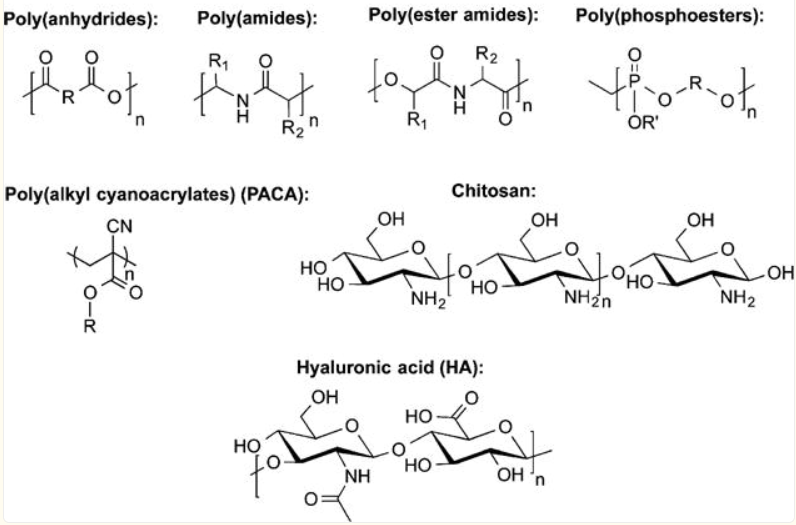 Poly(anhydrides): Poly(amides): Poly(ester amides): Poly(phosphoesters):
O O
R O
n
R1 O
N
H
R2 n
O O R2
N
H
R1 O n
O
P O R O
OR' n
Poly(alkyl cyanoacrylates) (PACA):
CN
n
O O
R
Chitosan:
OH OH OH
O O O
HO O O OH
HO HO HO
NH2 NH2 n NH2
Hyaluronic acid (HA):
OH HO O
O O
HO O
O HO
NH OH n
O